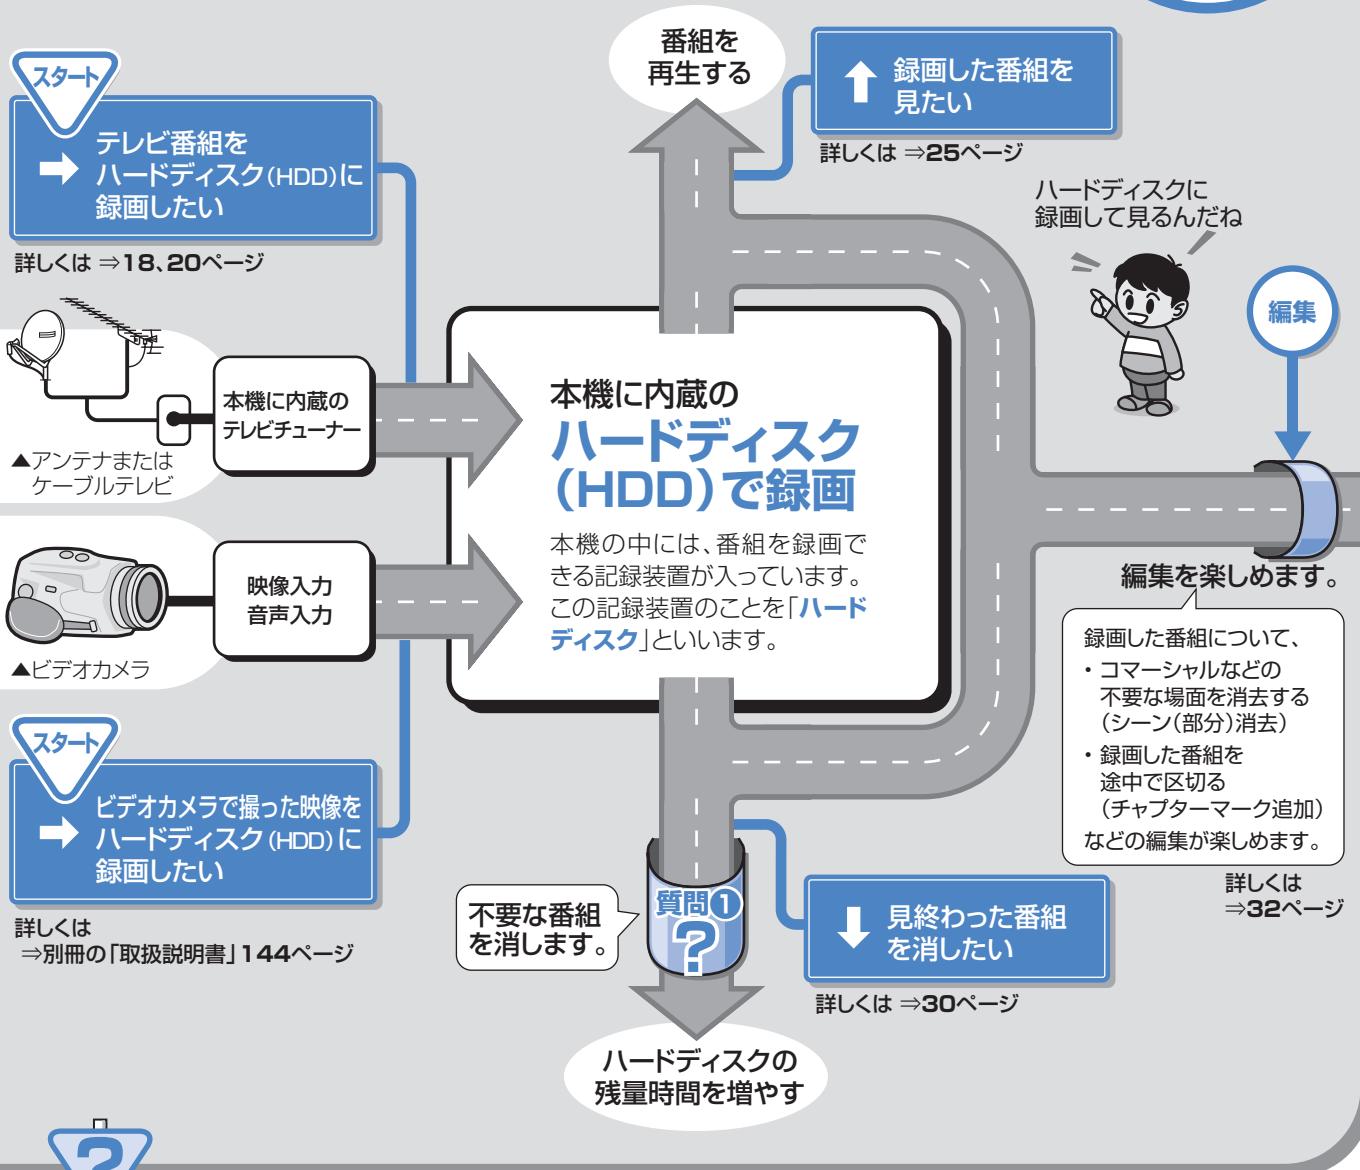 スタート
➡ テレビ番組を
ハードディスク(HDD)に
録画したい
詳しくは ⇒18、20ページ
▲アンテナまたは
ケーブルテレビ
本機に内蔵の
テレビチューナー
▲ビデオカメラ
映像入力
音声入力
スタート
➡ ビデオカメラで撮った映像を
ハードディスク(HDD)に
録画したい
詳しくは
⇒別冊の「取扱説明書」144ページ
番組を
再生する
⬆ 録画した番組を
見たい
詳しくは ⇒25ページ
ハードディスクに
録画して見るんだね
本機に内蔵の
ハードディスク
(HDD)で録画
本機の中には、番組を録画で
きる記録装置が入っています。
この記録装置のことを「ハード
ディスク」といいます。
編集
編集を楽しめます。
録画した番組について、
・コマーシャルなどの
不要な場面を消去する
(シーン(部分)消去)
・録画した番組を
途中で区切る
(チャプターマーク追加)
などの編集が楽しめます。
詳しくは
⇒32ページ
不要な番組
を消します。
質問①
?
⬇ 見終わった番組
を消したい
詳しくは ⇒30ページ
ハードディスクの
残量時間を増やす
?